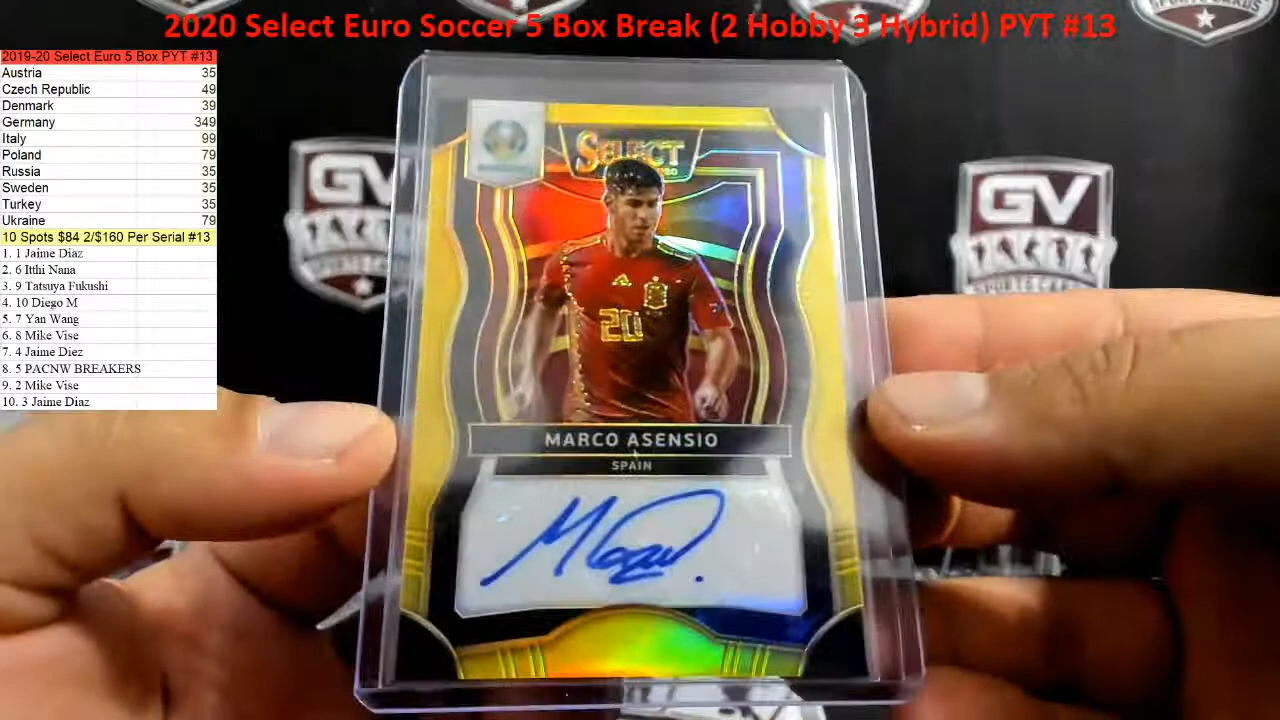 2020 Select Euro Soccer 5 Box Break (2 Hobby 3 Hybrid) PYT #13
2019-20 Select Euro 5 Box PYT #13
Austria 35
Czech Republic 49
Denmark 39
Germany 349
Italy 99
Poland 79
Russia 35
Sweden 35
Turkey 35
Ukraine 79
10 Spots $84 2/$160 Per Serial #13
1. 1 Jaime Diaz
2. 6 Itthi Nana
3. 9 Tatsuya Fukushi
4. 10 Diego M
5. 7 Yan Wang
6. 8 Mike Vise
7. 4 Jaime Diez
8. 5 PACNW BREAKERS
9. 2 Mike Vise
10. 3 Jaime Diaz
SELECT
20
MARCO ASENSIO
SPAIN
GV
GV
SPORTSCARDS